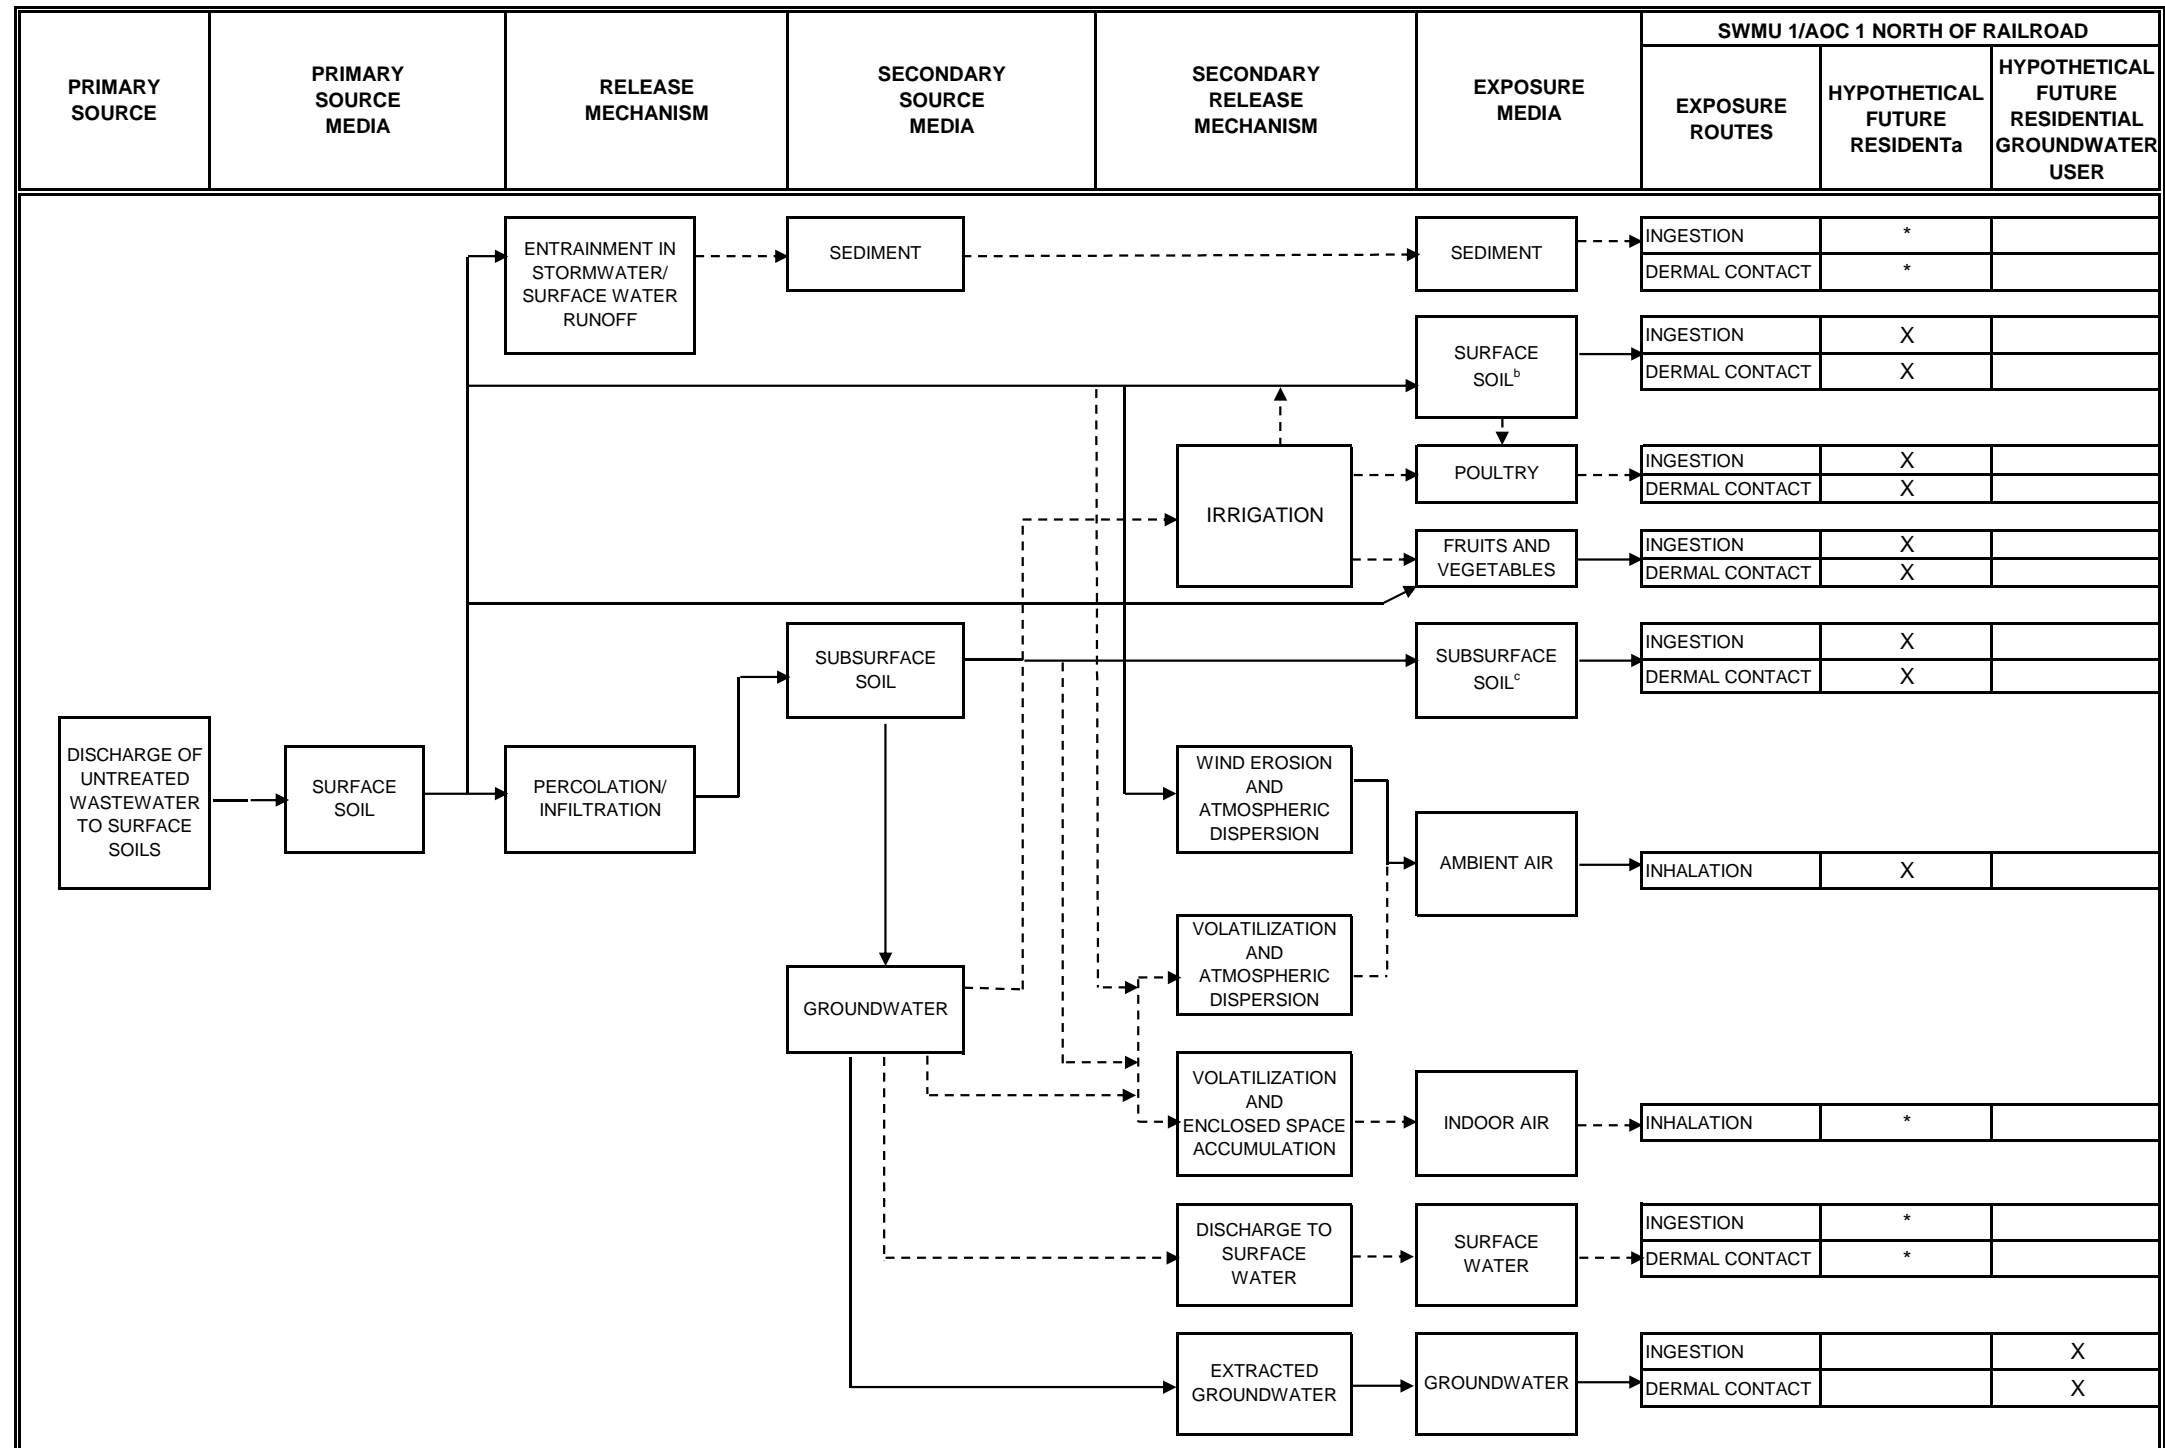 SWMU 1/AOC 1 NORTH OF RAILROAD
PRIMARY
SOURCE
PRIMARY
SOURCE
MEDIA
RELEASE
MECHANISM
SECONDARY
SOURCE
MEDIA
SECONDARY
RELEASE
MECHANISM
EXPOSURE
MEDIA
EXPOSURE
ROUTES
HYPOTHETICAL
FUTURE
RESIDENTa
HYPOTHETICAL
FUTURE
RESIDENTIAL
GROUNDWATER
USER
ENTRAINMENT IN
STORMWATER/
SURFACE WATER
RUNOFF
SEDIMENT
SEDIMENT
INGESTION *
DERMAL CONTACT *
SURFACE
SOILb
INGESTION X
DERMAL CONTACT X
IRRIGATION
POULTRY
INGESTION X
DERMAL CONTACT X
FRUITS AND
VEGETABLES
INGESTION X
DERMAL CONTACT X
SUBSURFACE
SOIL
SUBSURFACE
SOILc
INGESTION X
DERMAL CONTACT X
DISCHARGE OF
UNTREATED
WASTEWATER
TO SURFACE
SOILS
SURFACE
SOIL
PERCOLATION/
INFILTRATION
WIND EROSION
AND
ATMOSPHERIC
DISPERSION
AMBIENT AIR
INHALATION X
VOLATILIZATION
AND
ATMOSPHERIC
DISPERSION
GROUNDWATER
VOLATILIZATION
AND
ENCLOSED SPACE
ACCUMULATION
INDOOR AIR
INHALATION *
DISCHARGE TO
SURFACE
WATER
SURFACE
WATER
INGESTION *
DERMAL CONTACT *
EXTRACTED
GROUNDWATER
GROUNDWATER
INGESTION X
DERMAL CONTACT X